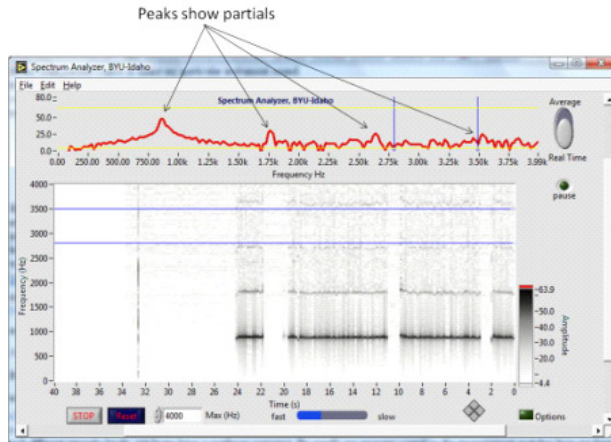 Peaks show partials
Spectrum Analyzer, BYU-Idaho
File Edit Help
Spectrum Analyzer, BYU-Idaho
80.0
50.0
25.0
0.0
0.00 250.00 500.00 750.00 1.00k 1.25k 1.50k 1.75k 2.00k 2.25k 2.50k 2.75k 3.00k 3.25k 3.50k 3.75k 3.99k
Frequency Hz
Average
Real Time
pause
4000
3500
3000
2500
2000
1500
1000
500
0
Frequency (Hz)
40 38 36 34 32 30 28 26 24 22 20 18 16 14 12 10 8 6 4 2 0
Time (s)
63.9
50.0
40.0
30.0
20.0
4.4
Amplitude
STOP Reset 4000 Max (Hz) fast slow Options